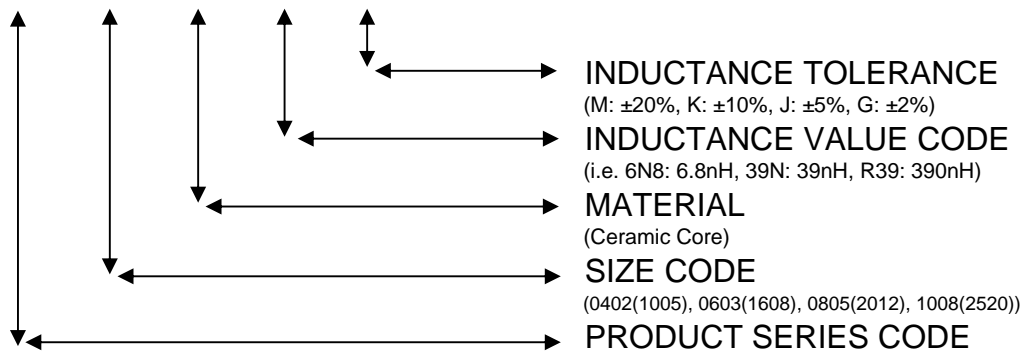 INDUCTANCE TOLERANCE
(M: ±20%, K: ±10%, J: ±5%, G: ±2%)
INDUCTANCE VALUE CODE
(i.e. 6N8: 6.8nH, 39N: 39nH, R39: 390nH)
MATERIAL
(Ceramic Core)
SIZE CODE
(0402(1005), 0603(1608), 0805(2012), 1008(2520))
PRODUCT SERIES CODE